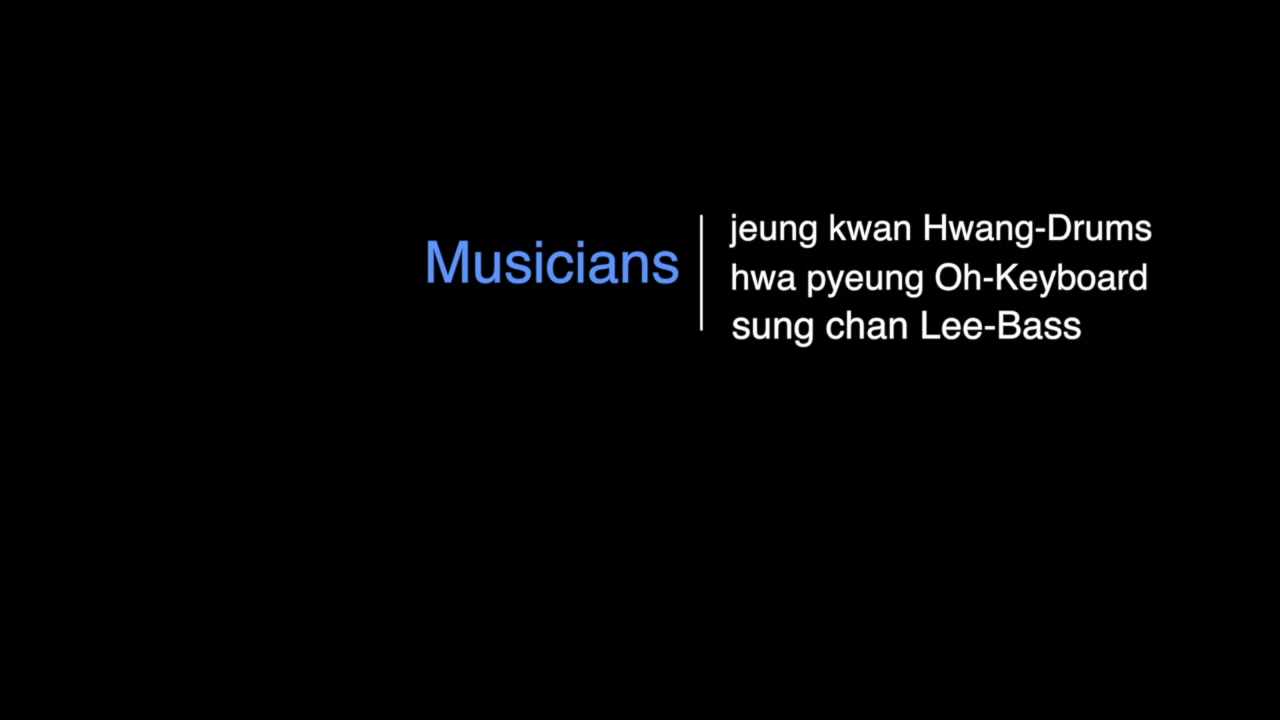 Musicians
jeung kwan Hwang-Drums
hwa pyeung Oh-Keyboard
sung chan Lee-Bass